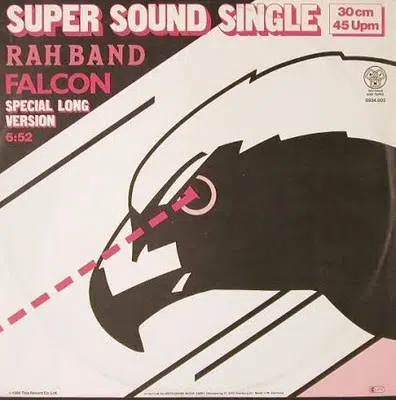 SUPER SOUND SINGLE
30 cm
45 Upm
RAH BAND
FALCON
SPECIAL LONG
VERSION
6:52